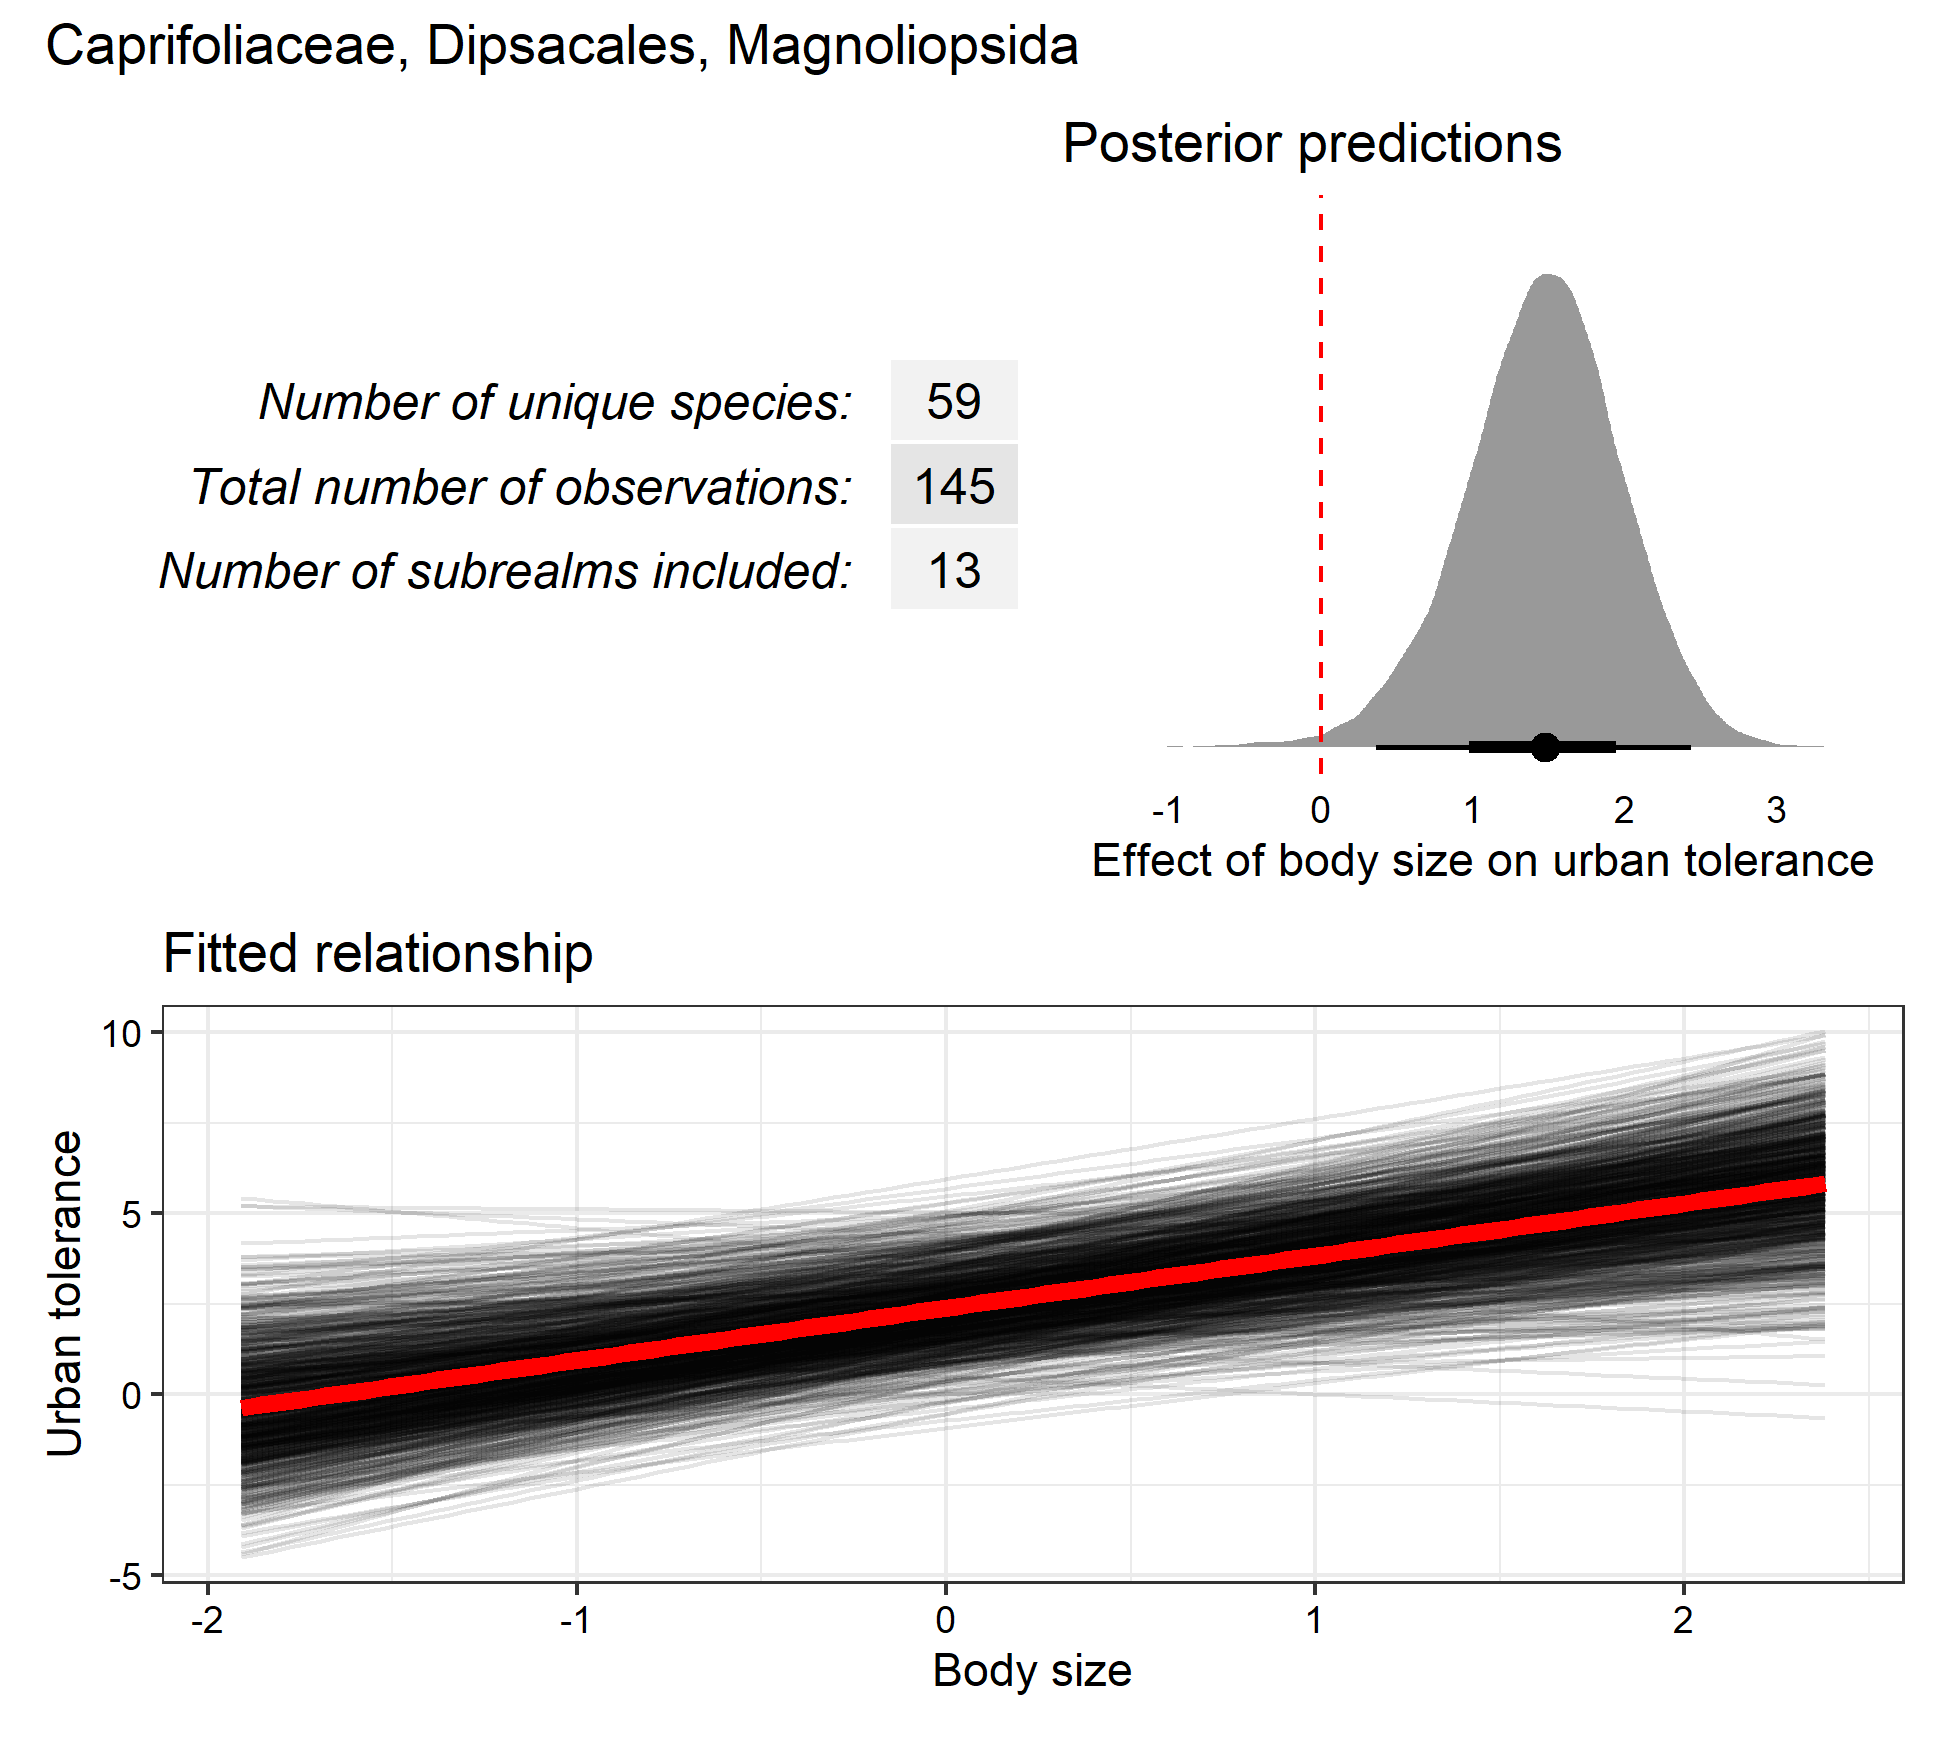 Caprifoliaceae, Dipsacales, Magnoliopsida
Number of unique species: 59
Total number of observations: 145
Number of subrealms included: 13
Posterior predictions
-1 0 1 2 3
Effect of body size on urban tolerance
Fitted relationship
Urban tolerance
10
5
0
-5
-2 -1 0 1 2
Body size